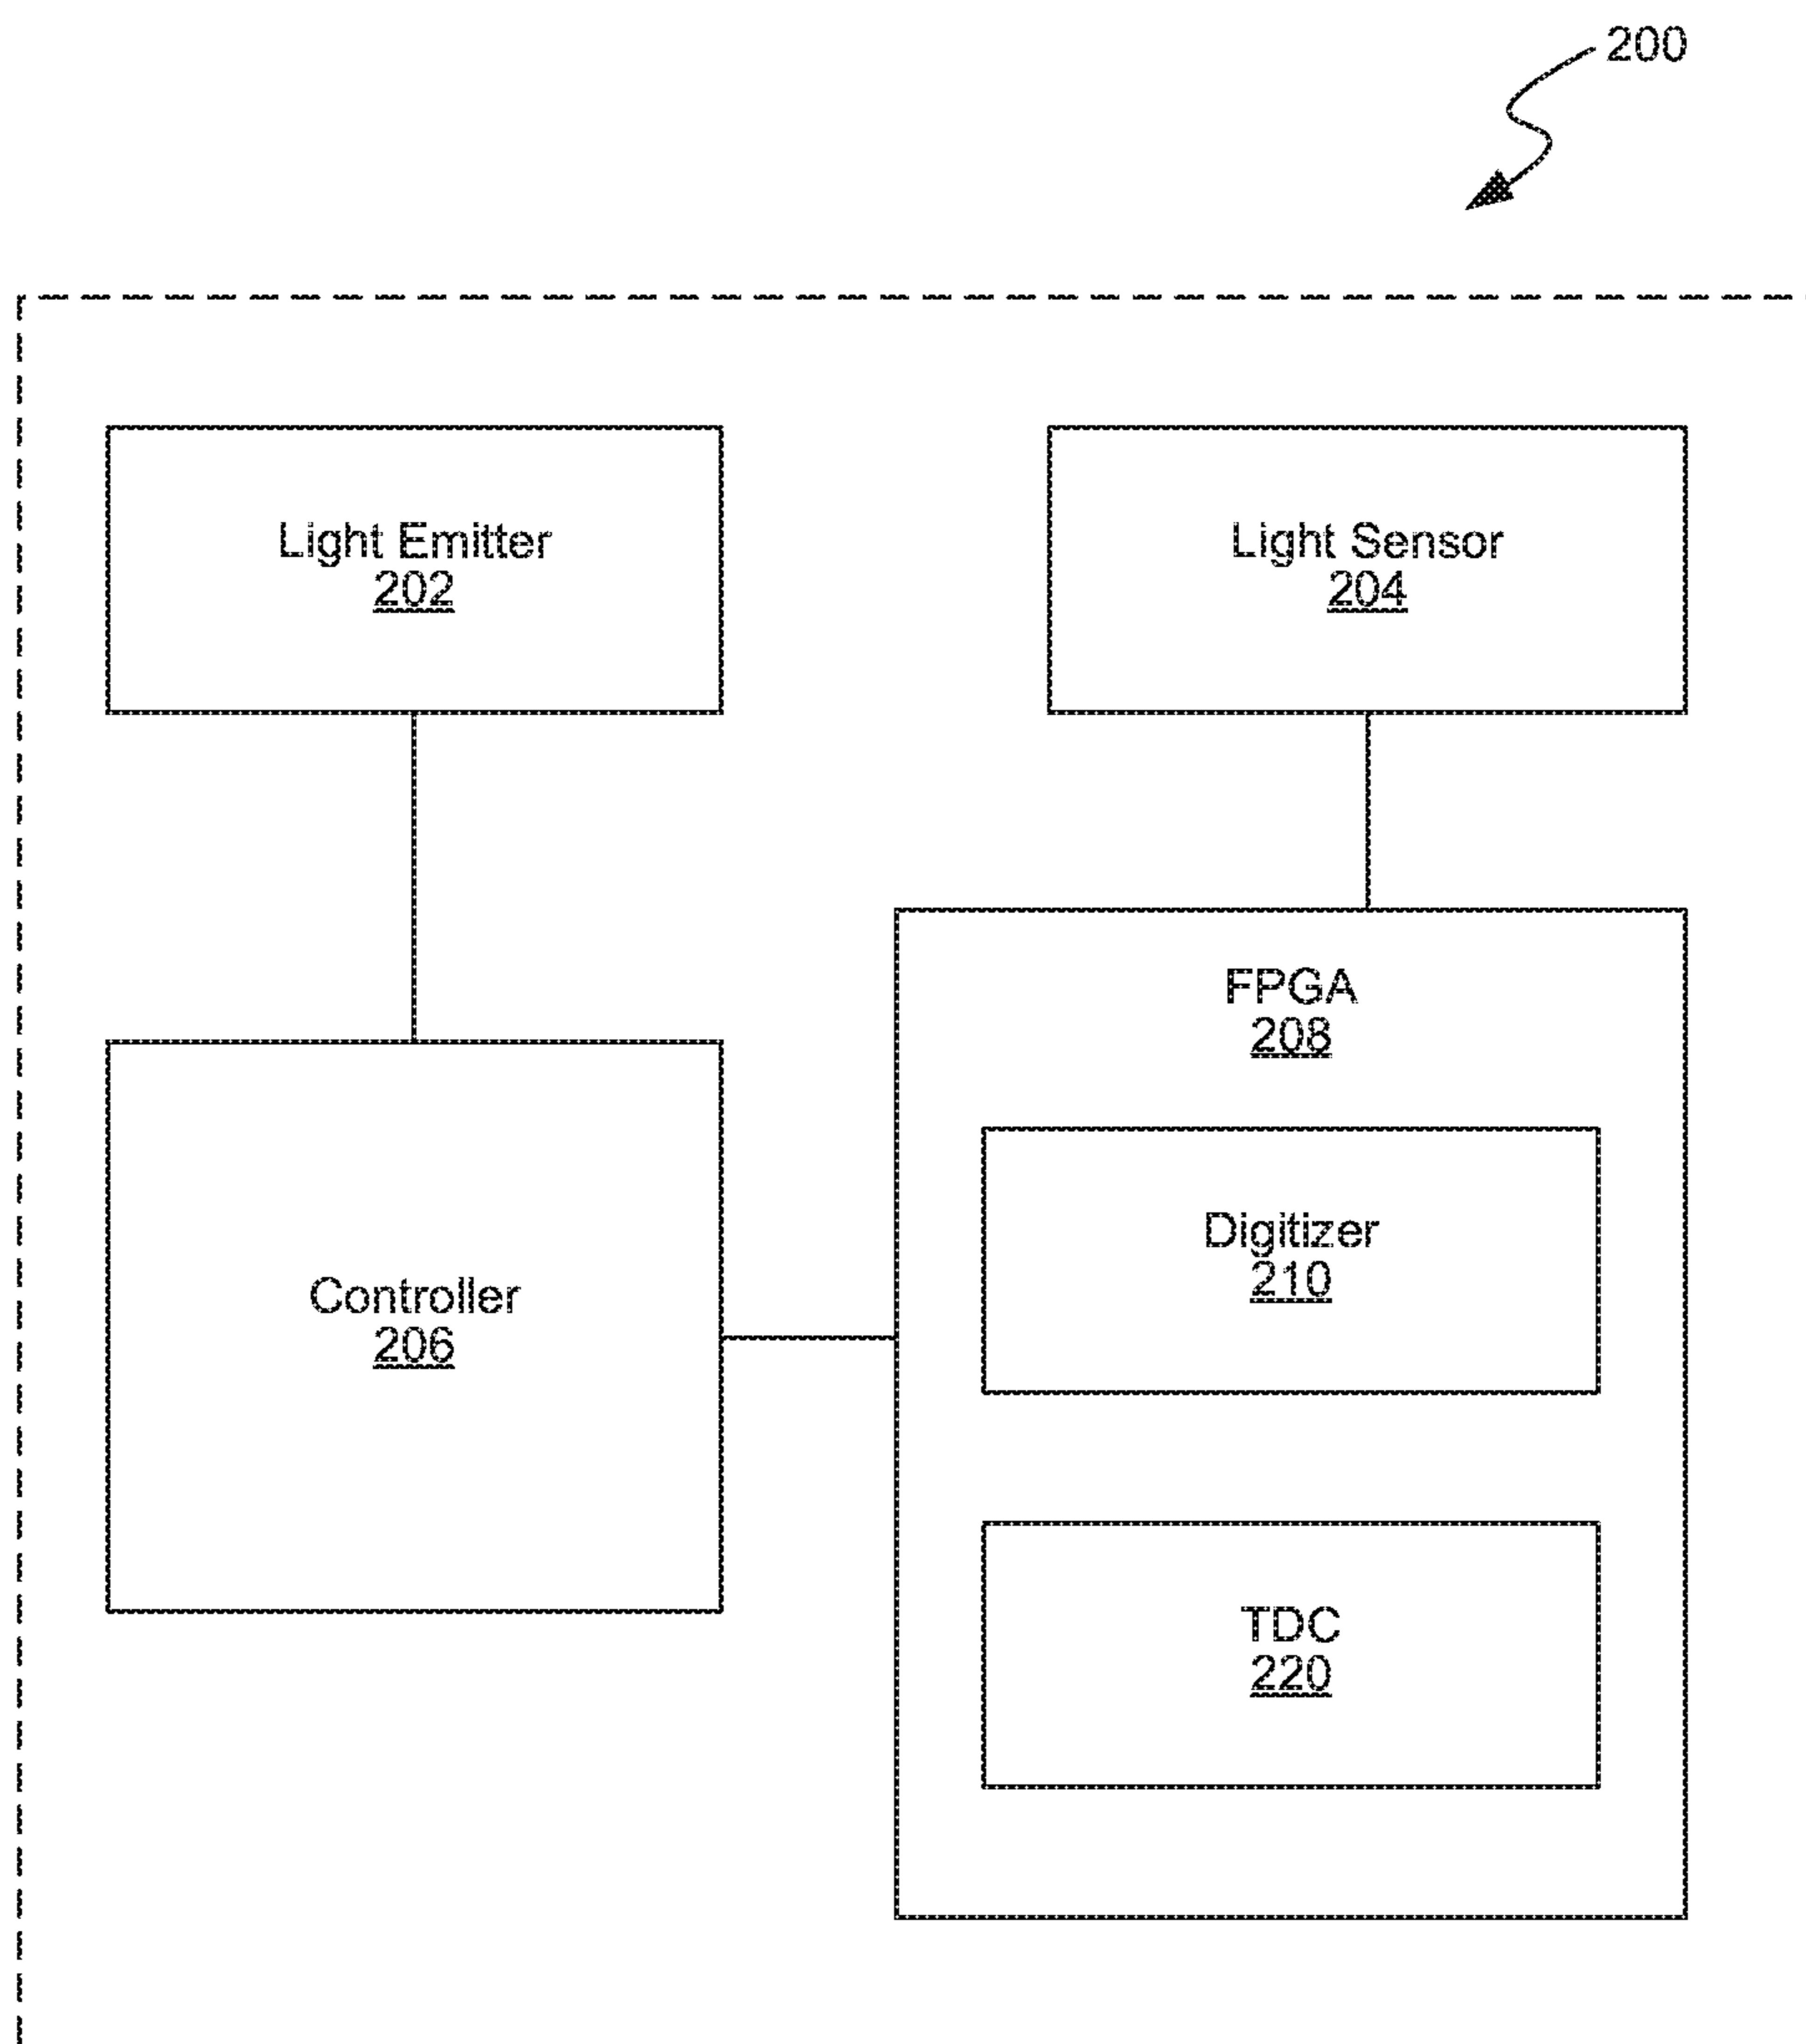 200
Light Emitter
202
Light Sensor
204
FPGA
208
Digitizer
210
Controller
206
TDC
220